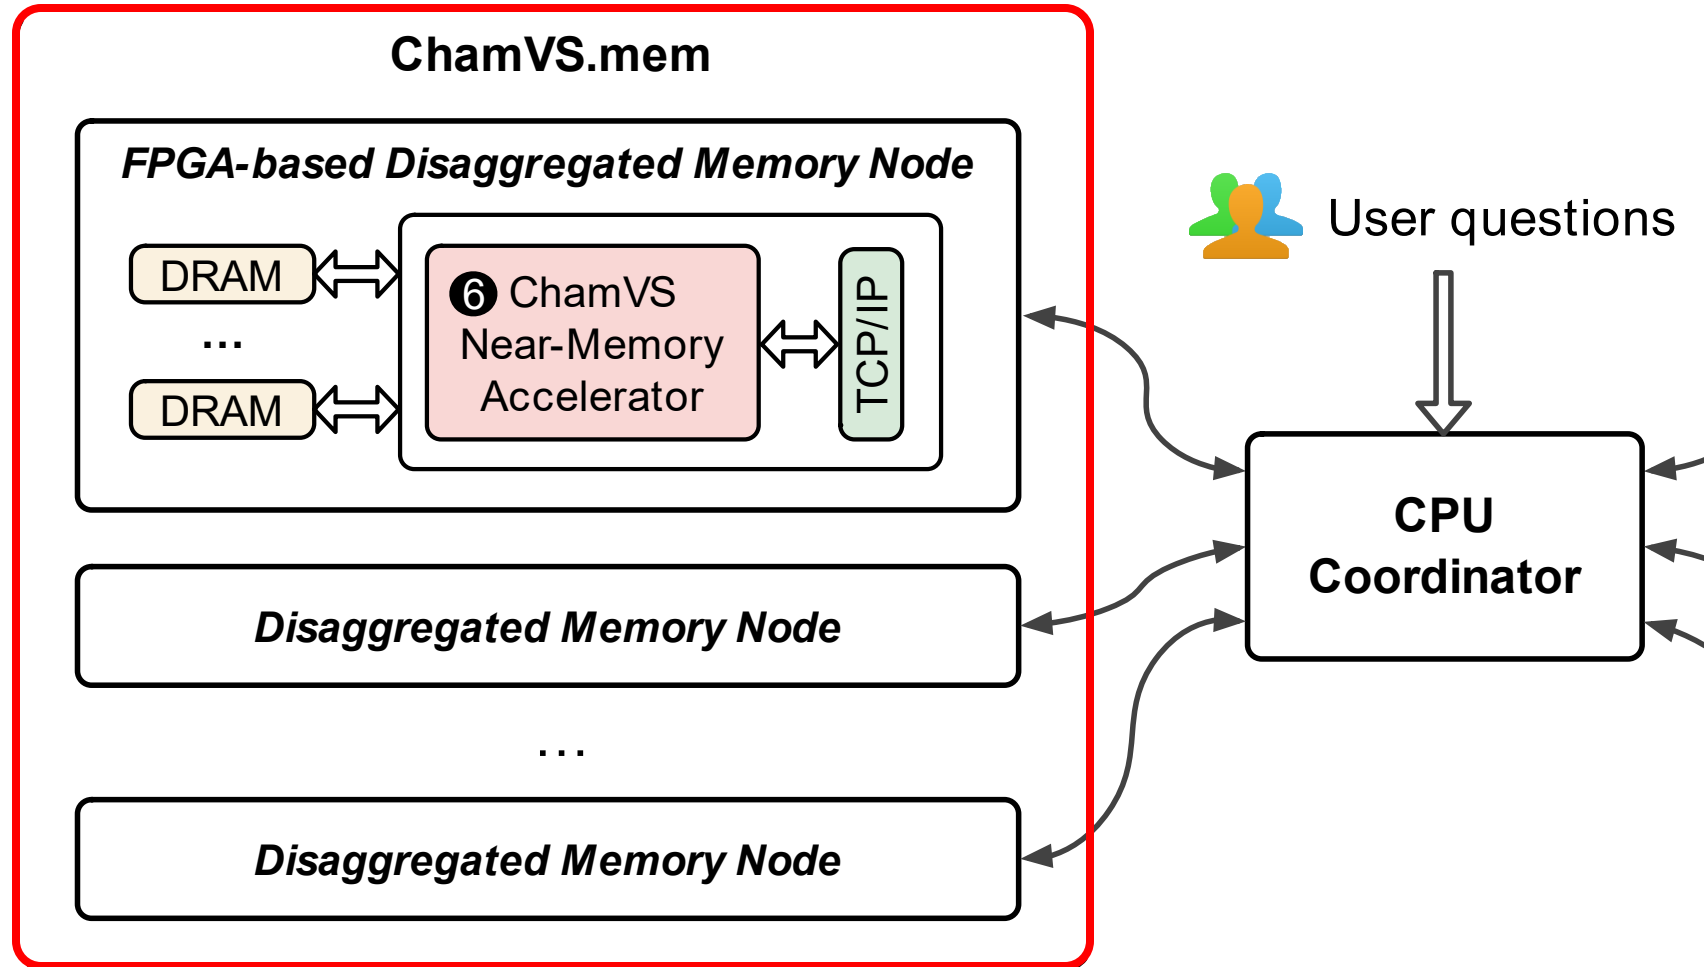 ChamVS.mem
FPGA-based Disaggregated Memory Node
DRAM
...
DRAM
6 ChamVS
Near-Memory
Accelerator
TCP/IP
Disaggregated Memory Node
...
Disaggregated Memory Node
User questions
CPU
Coordinator